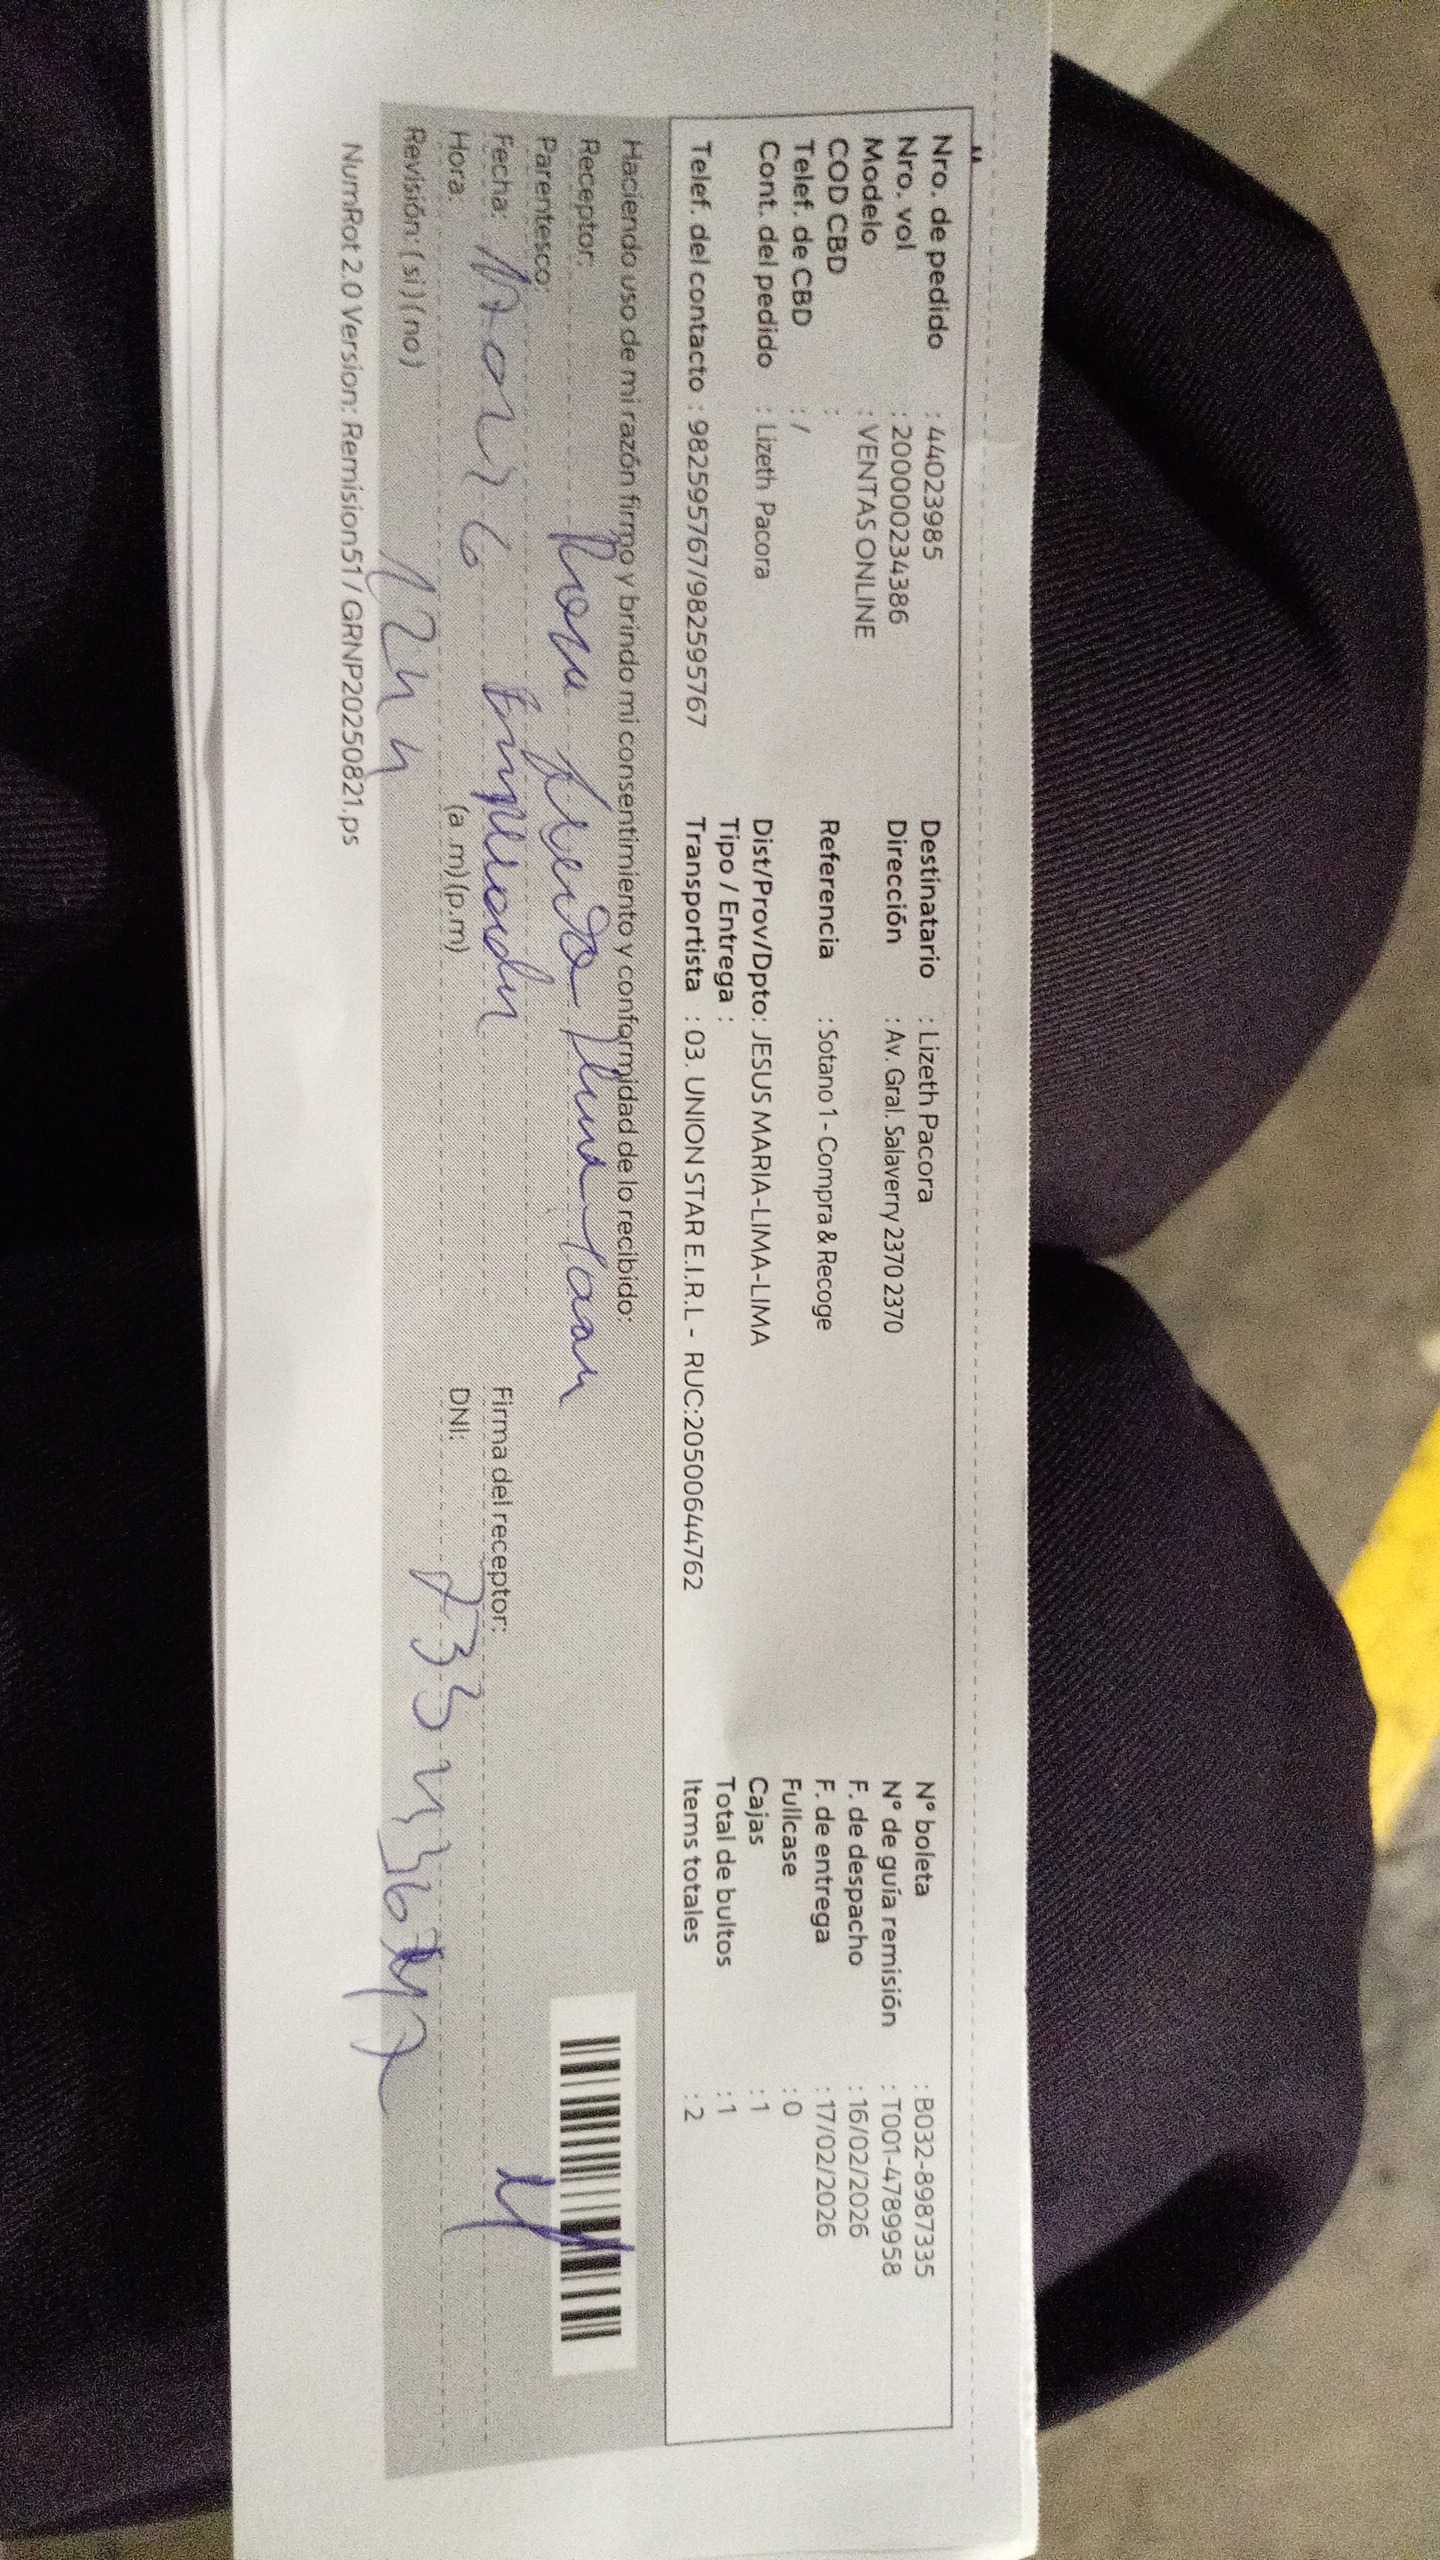 Nro. de pedido : 44023985
Nro. vol : 2000000234386
Modelo : VENTAS ONLINE
COD CBD :
Telef. de CBD : /
Cont. del pedido : Lizeth Pacora
Telef. del contacto : 982595767/982595767
Destinatario : Lizeth Pacora
Dirección : Av. Gral. Salaverry 2370 2370
Referencia : Sotano 1 - Compra & Recoge
Dist/Prov/Dpto: JESUS MARIA-LIMA-LIMA
Tipo / Entrega :
Transportista : 03. UNION STAR E.I.R.L - RUC:20500644762
N° boleta : B032-8987335
N° de guía remisión : T001-4789958
F. de despacho : 16/02/2026
F. de entrega : 17/02/2026
Fullcase : 0
Cajas : 1
Total de bultos : 1
Items totales : 2
Haciendo uso de mi razón firmo y brindo mi consentimiento y conformidad de lo recibido:
Receptor:
Parentesco:
Fecha:
Hora: (a .m)(p.m)
Revisión: (si)(no)
Firma del receptor:
DNI:
NumRot 2.0 Version: Remision51 / GRNP20250821.ps